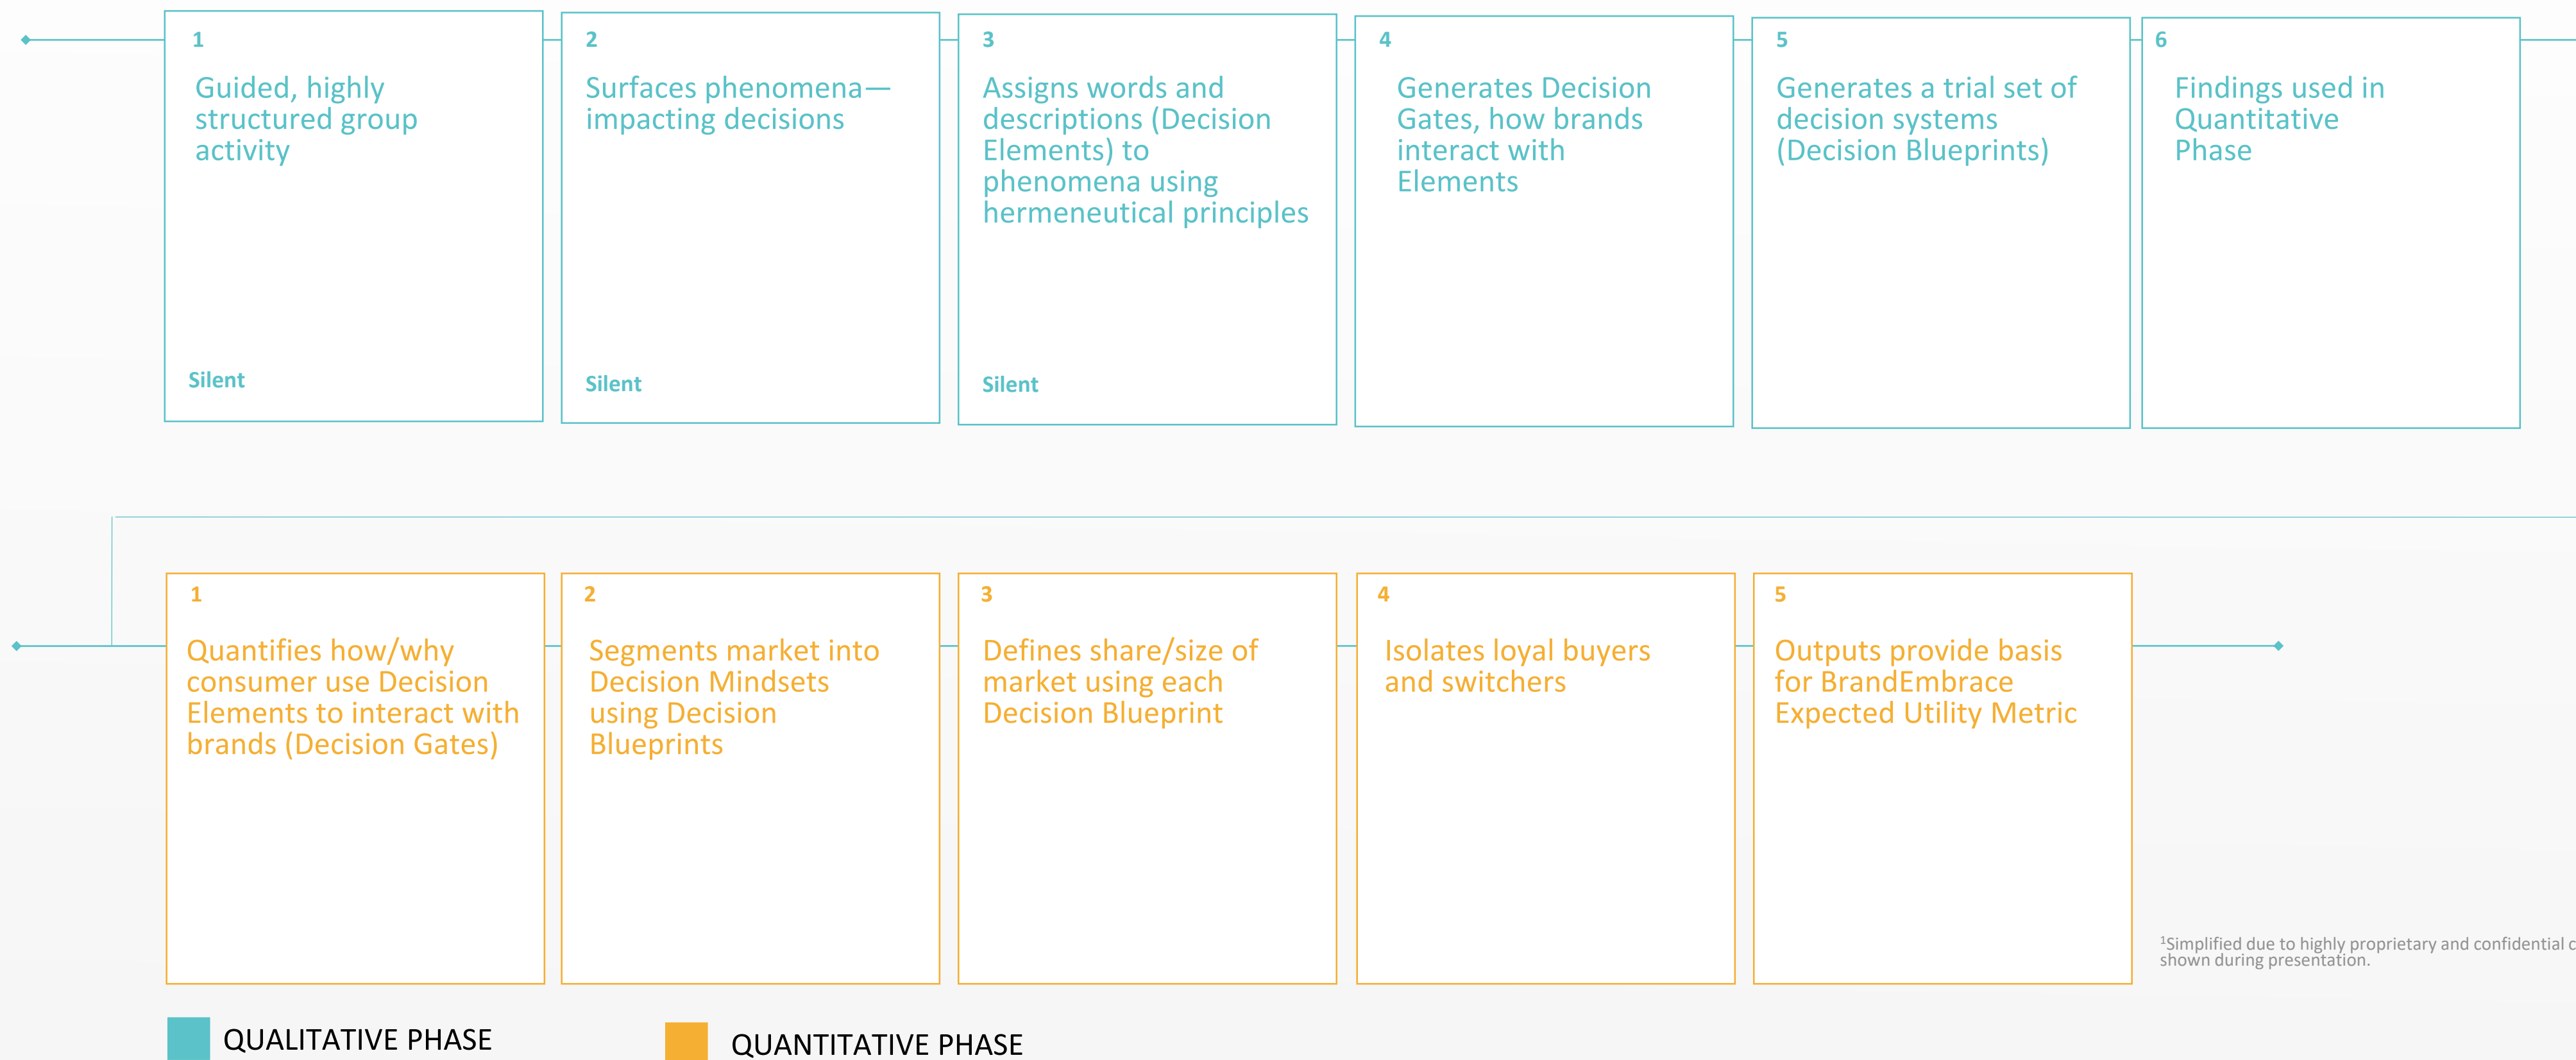 1
Guided, highly
structured group
activity
Silent
2
Surfaces phenomena—
impacting decisions
Silent
3
Assigns words and
descriptions (Decision
Elements) to
phenomena using
hermeneutical principles
Silent
4
Generates Decision
Gates, how brands
interact with
Elements
5
Generates a trial set of
decision systems
(Decision Blueprints)
6
Findings used in
Quantitative
Phase
1
Quantifies how/why
consumer use Decision
Elements to interact with
brands (Decision Gates)
2
Segments market into
Decision Mindsets
using Decision
Blueprints
3
Defines share/size of
market using each
Decision Blueprint
4
Isolates loyal buyers
and switchers
5
Outputs provide basis
for BrandEmbrace
Expected Utility Metric
¹Simplified due to highly proprietary and confidential
shown during presentation.
QUALITATIVE PHASE
QUANTITATIVE PHASE